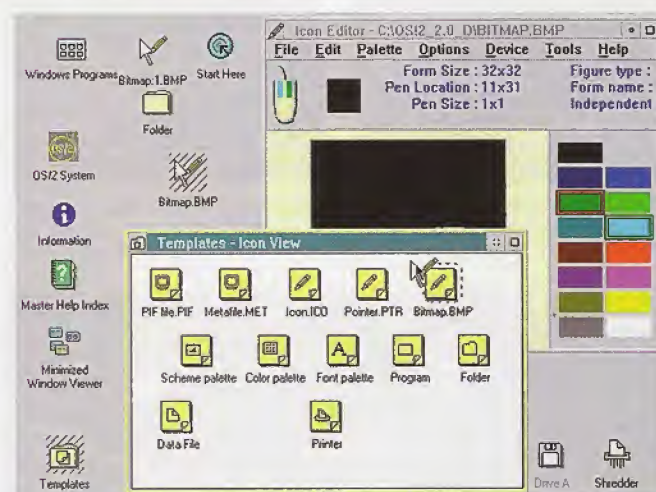 Icon Editor - C:\OS!2_2.0_D\BITMAP.BMP
File Edit Palette Options Device Tools Help
Form Size : 32x32
Figure type :
Pen Location : 11x31
Form name :
Pen Size : 1x1
Independent
Windows Programs
Bitmap:1.BMP
Start Here
Folder
OS/2 System
Bitmap.BMP
Information
Master Help Index
Minimized
Window Viewer
Templates
Templates - Icon View
PIF file.PIF
Metafile.MET
Icon.ICO
Pointer.PTR
Bitmap.BMP
Scheme palette
Color palette
Font palette
Program
Folder
Data File
Printer
Drive A
Shredder